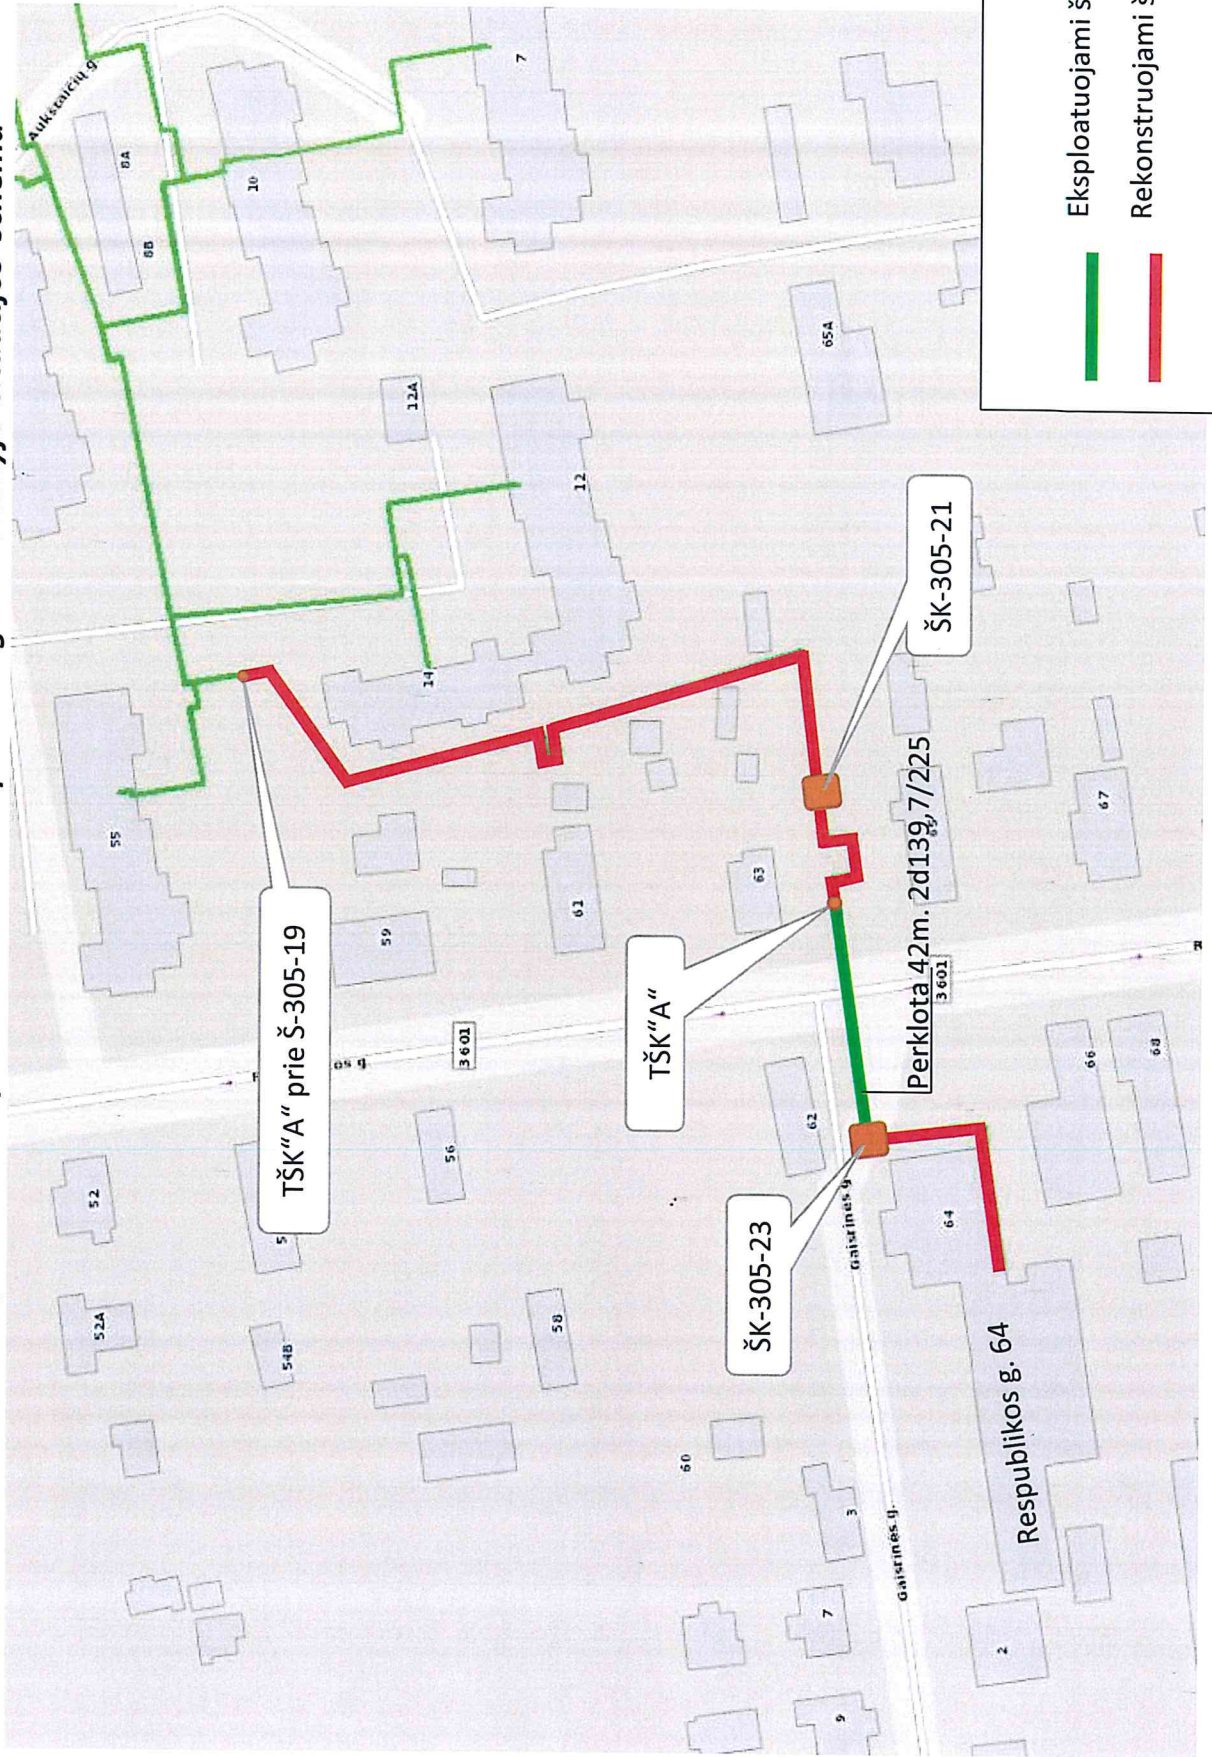 Aukštaičių g.
8A
8B
10
7
12A
12
14
55
59
61
63
65
65A
67
TŠK"A" prie Š-305-19
TŠK"A"
ŠK-305-21
ŠK-305-23
Perklota 42m. 2d139,7/225
3601
3601
os g
52
52A
54B
56
58
60
62
64
66
68
Gaisrinės g.
Gaisrinės g.
Respublikos g. 64
3
7
9
2
Eksploatuojami š
Rekonstruojami š